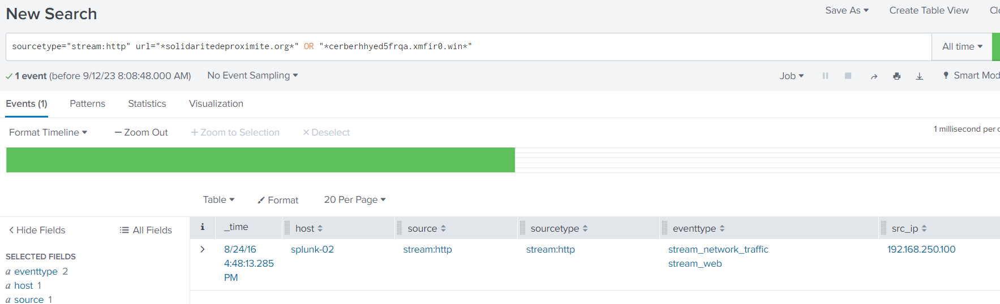 New Search
Save As
Create Table View
Cl
sourcetype="stream:http" url="*solidaritedeproximite.org*" OR "*cerberhhyed5frqa.xmfir0.win*"
All time
1 event (before 9/12/23 8:08:48.000 AM)
No Event Sampling
Job
Smart Mod
Events (1)
Patterns
Statistics
Visualization
Format Timeline
Zoom Out
Zoom to Selection
Deselect
1 millisecond per c
Table
Format
20 Per Page
Hide Fields
All Fields
i
_time
host
source
sourcetype
eventtype
src_ip
SELECTED FIELDS
a eventtype 2
a host 1
a source 1
8/24/16
4:48:13.285
PM
splunk-02
stream:http
stream:http
stream_network_traffic
stream_web
192.168.250.100